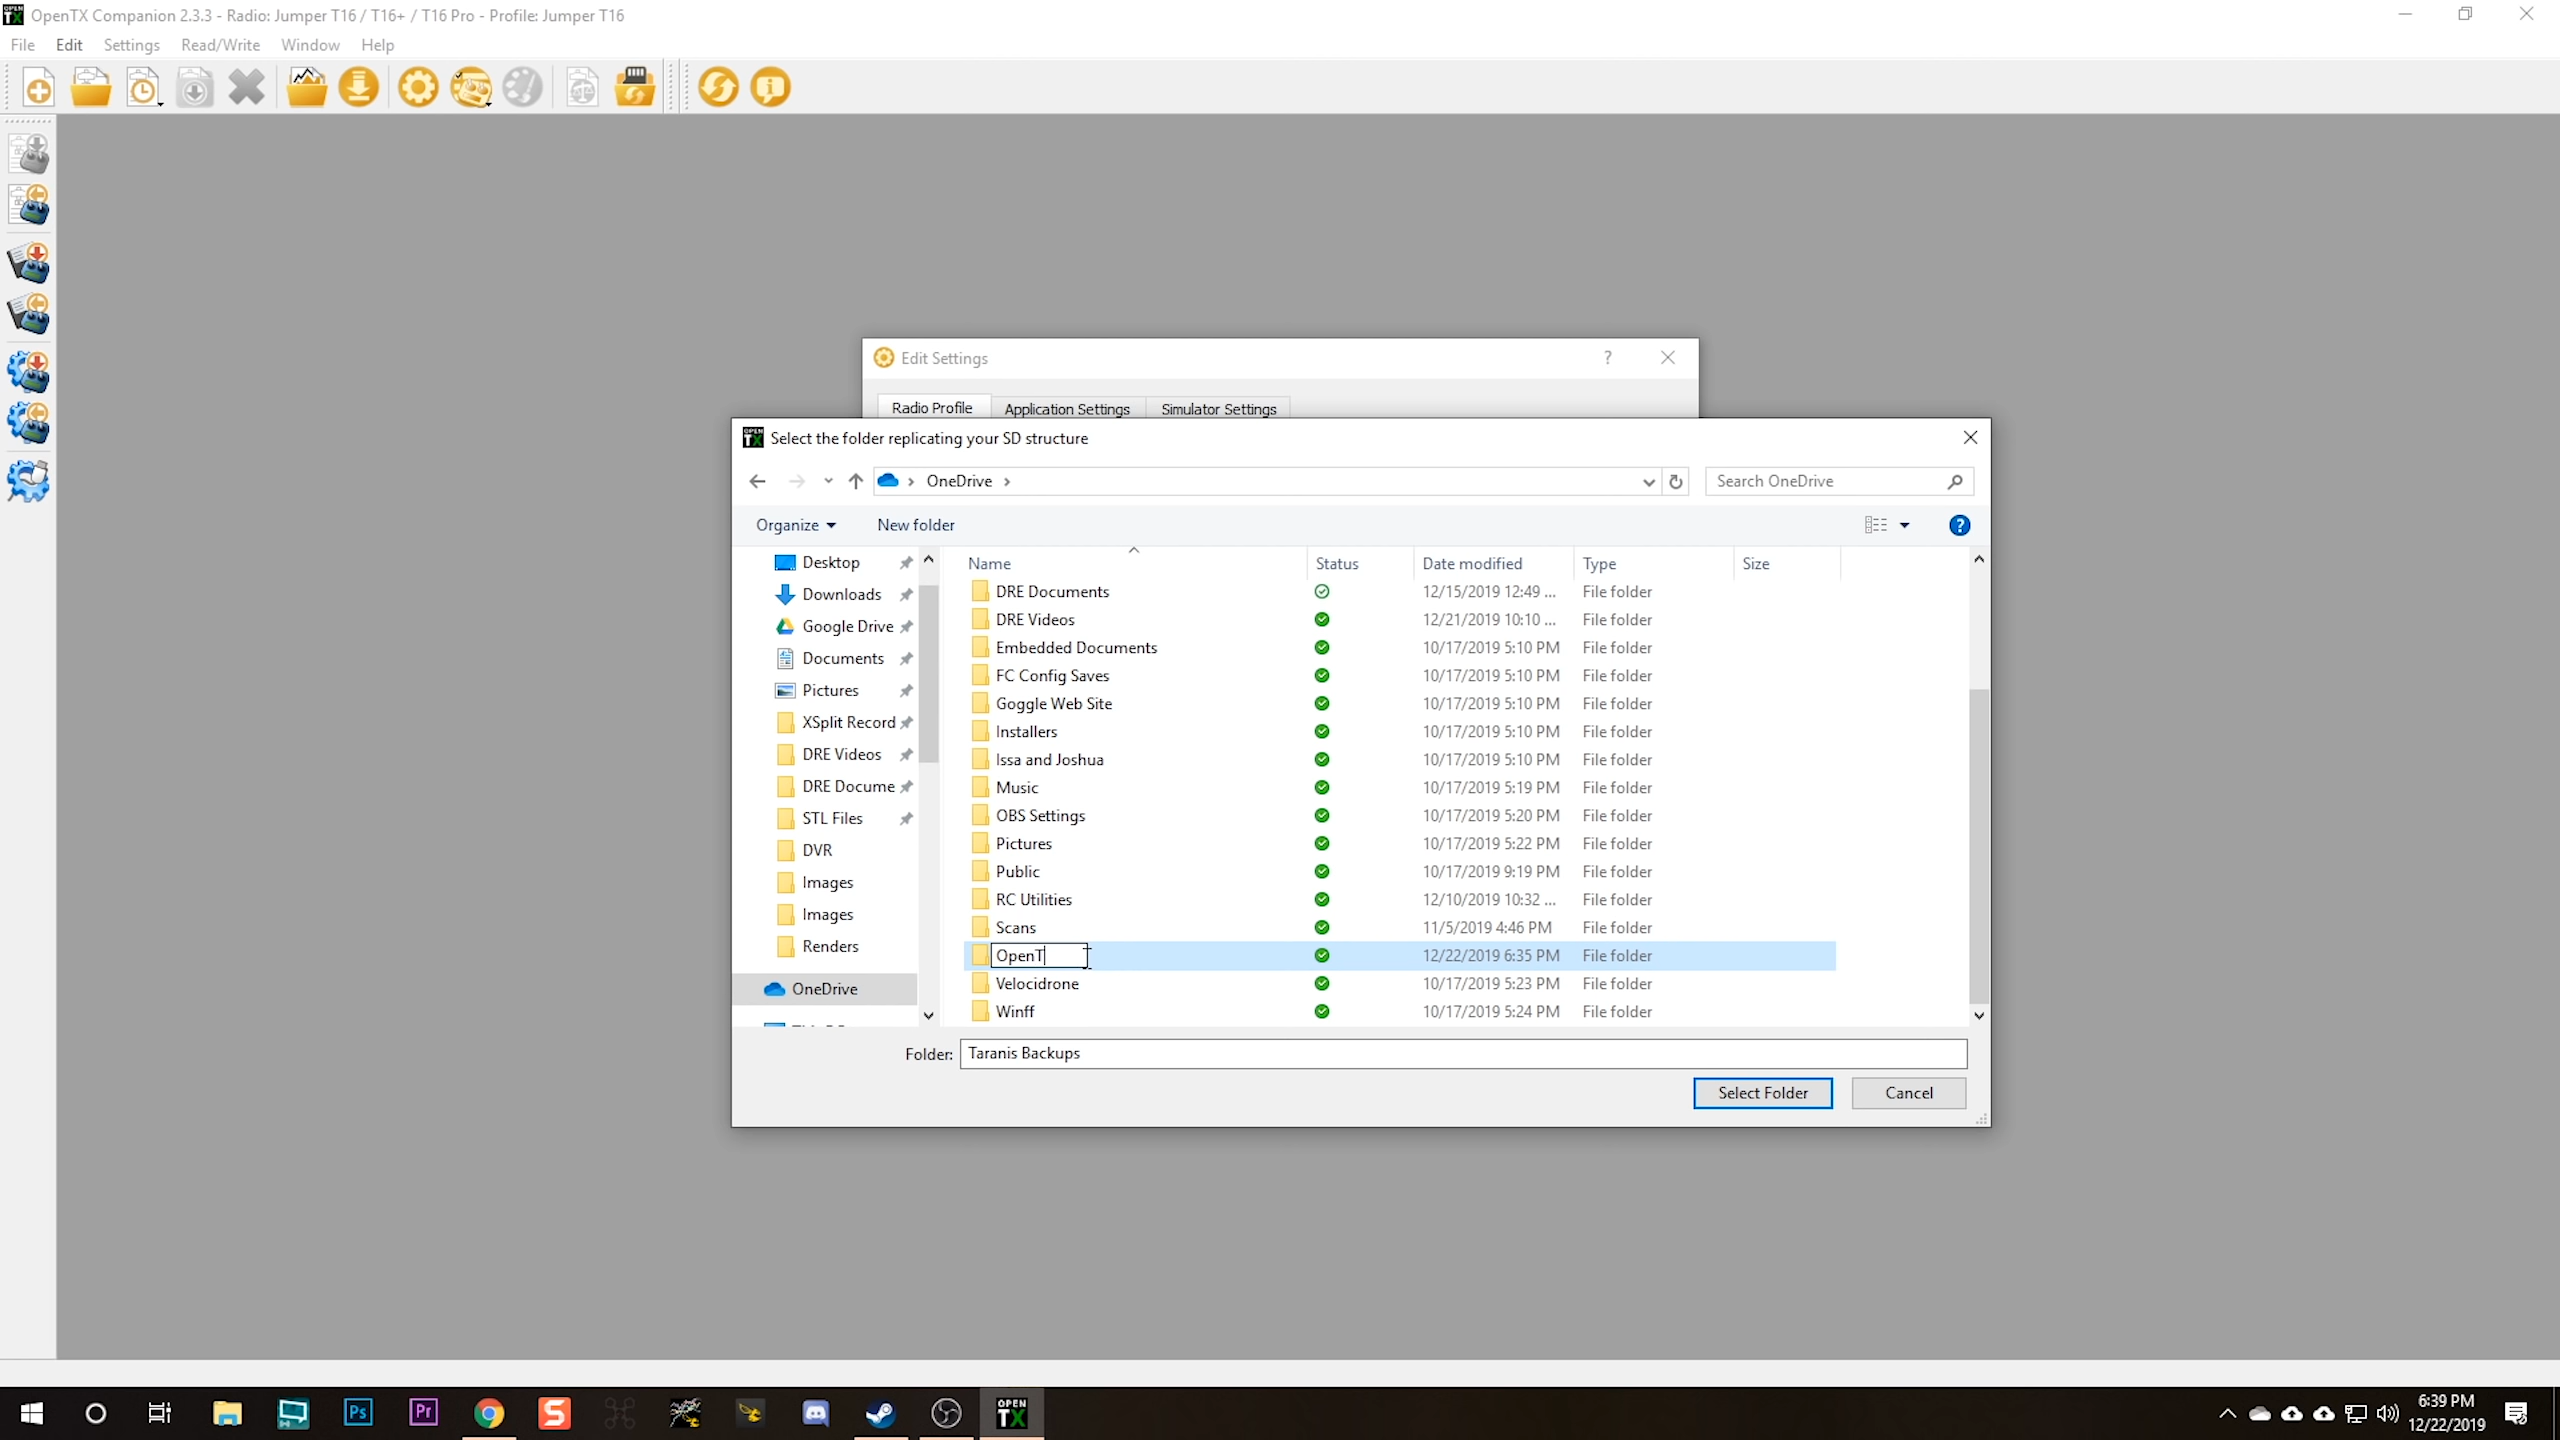 OpenTX Companion 2.3.3 - Radio: Jumper T16 / T16+ / T16 Pro - Profile: Jumper T16
File Edit Settings Read/Write Window Help
Edit Settings
Radio Profile Application Settings Simulator Settings
OPEN TX Select the folder replicating your SD structure
OneDrive
Search OneDrive
Organize New folder
Name Status Date modified Type Size
Desktop
Downloads
Google Drive
Documents
Pictures
XSplit Record
DRE Videos
DRE Docume
STL Files
DVR
Images
Images
Renders
OneDrive
DRE Documents 12/15/2019 12:49 ... File folder
DRE Videos 12/21/2019 10:10 ... File folder
Embedded Documents 10/17/2019 5:10 PM File folder
FC Config Saves 10/17/2019 5:10 PM File folder
Goggle Web Site 10/17/2019 5:10 PM File folder
Installers 10/17/2019 5:10 PM File folder
Issa and Joshua 10/17/2019 5:10 PM File folder
Music 10/17/2019 5:19 PM File folder
OBS Settings 10/17/2019 5:20 PM File folder
Pictures 10/17/2019 5:22 PM File folder
Public 10/17/2019 9:19 PM File folder
RC Utilities 12/10/2019 10:32 ... File folder
Scans 11/5/2019 4:46 PM File folder
OpenT 12/22/2019 6:35 PM File folder
Velocidrone 10/17/2019 5:23 PM File folder
Winff 10/17/2019 5:24 PM File folder
Folder: Taranis Backups
Select Folder Cancel
Ps Pr S OPEN TX
6:39 PM
12/22/2019